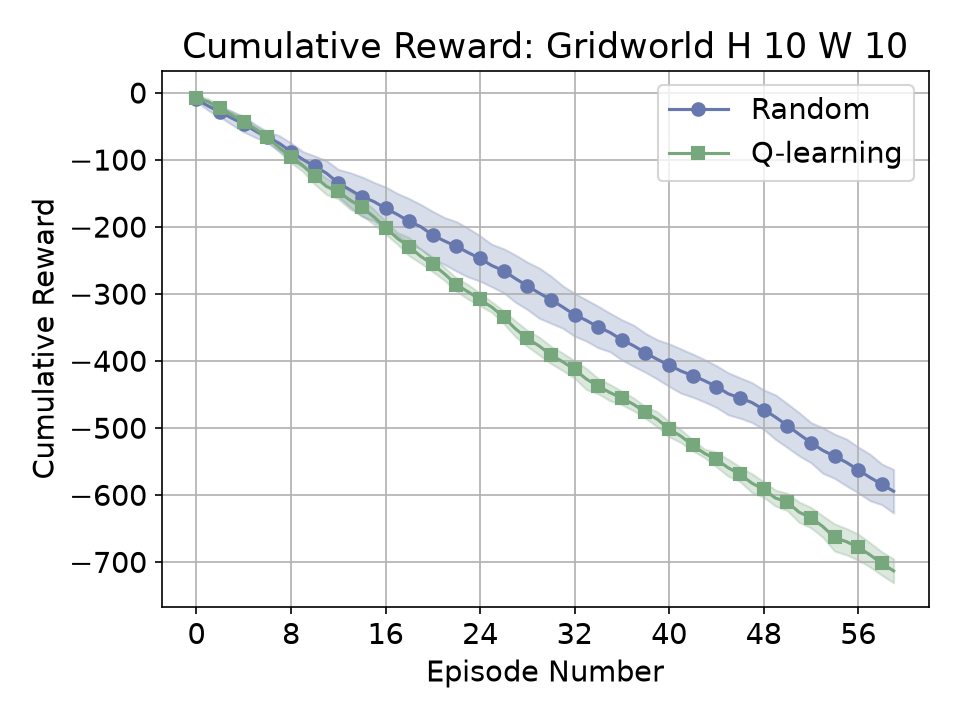 Cumulative Reward: Gridworld H 10 W 10
Random
Q-learning
Cumulative Reward
0
−100
−200
−300
−400
−500
−600
−700
0 8 16 24 32 40 48 56
Episode Number